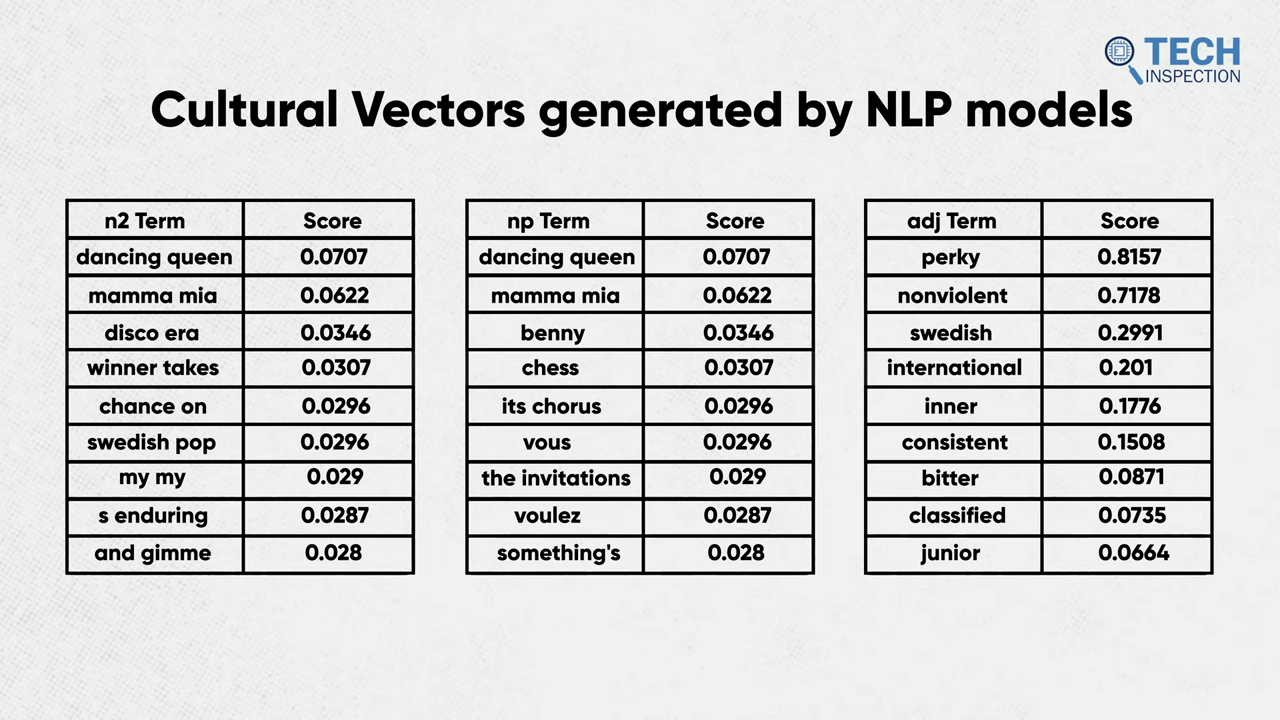 TECH
INSPECTION
Cultural Vectors generated by NLP models
n2 Term Score
dancing queen 0.0707
mamma mia 0.0622
disco era 0.0346
winner takes 0.0307
chance on 0.0296
swedish pop 0.0296
my my 0.029
s enduring 0.0287
and gimme 0.028
np Term Score
dancing queen 0.0707
mamma mia 0.0622
benny 0.0346
chess 0.0307
its chorus 0.0296
vous 0.0296
the invitations 0.029
voulez 0.0287
something's 0.028
adj Term Score
perky 0.8157
nonviolent 0.7178
swedish 0.2991
international 0.201
inner 0.1776
consistent 0.1508
bitter 0.0871
classified 0.0735
junior 0.0664